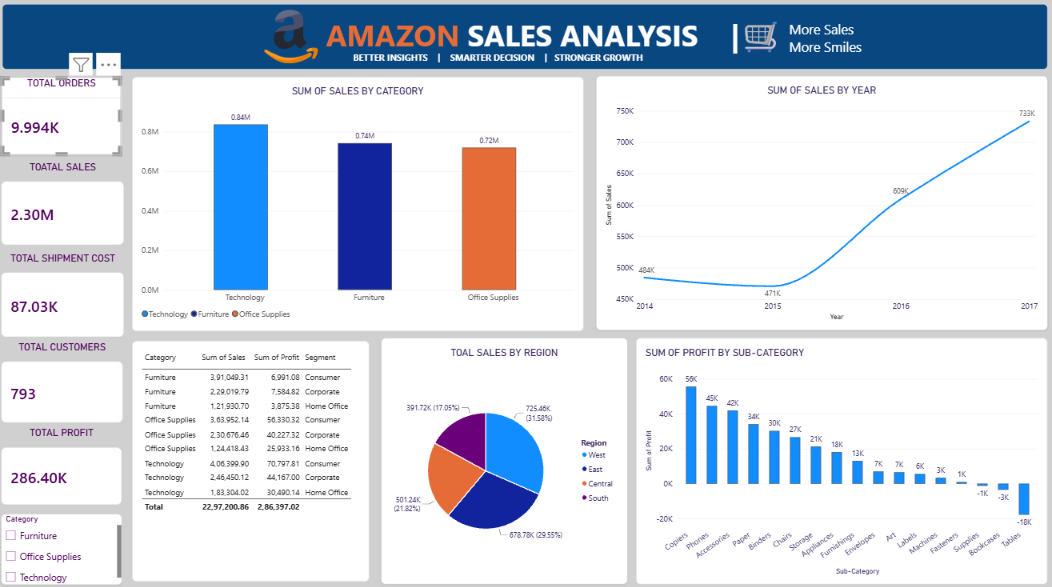 AMAZON SALES ANALYSIS
BETTER INSIGHTS | SMARTER DECISION | STRONGER GROWTH
More Sales
More Smiles
TOTAL ORDERS
9.994K
TOATAL SALES
2.30M
TOTAL SHIPMENT COST
87.03K
TOTAL CUSTOMERS
793
TOTAL PROFIT
286.40K
Category
Furniture
Office Supplies
Technology
SUM OF SALES BY CATEGORY
0.8M
0.6M
0.4M
0.2M
0.0M
0.84M
0.74M
0.72M
Technology Furniture Office Supplies
Technology Furniture Office Supplies
SUM OF SALES BY YEAR
Sum of Sales
750K
700K
650K
600K
550K
500K
450K
484K
471K
609K
733K
2014 2015 2016 2017
Year
Category Sum of Sales Sum of Profit Segment
Furniture 3,91,049.31 6,991.08 Consumer
Furniture 2,29,019.79 7,584.82 Corporate
Furniture 1,21,930.70 3,875.38 Home Office
Office Supplies 3,63,952.14 56,330.32 Consumer
Office Supplies 2,30,676.46 40,227.32 Corporate
Office Supplies 1,24,418.43 25,933.16 Home Office
Technology 4,06,399.90 70,797.81 Consumer
Technology 2,46,450.12 44,167.00 Corporate
Technology 1,83,304.02 30,490.14 Home Office
Total 22,97,200.86 2,86,397.02
TOAL SALES BY REGION
391.72K (17.05%)
725.46K
(31.58%)
501.24K
(21.82%)
678.78K (29.55%)
Region
West
East
Central
South
SUM OF PROFIT BY SUB-CATEGORY
Sum of Profit
60K
40K
20K
0K
-20K
56K
45K
42K
34K
30K
27K
21K
18K
13K
7K
7K
6K
3K
1K
-1K
-3K
-18K
Copiers
Phones
Accessories
Paper
Binders
Chairs
Storage
Appliances
Furnishings
Envelopes
Art
Labels
Machines
Fasteners
Supplies
Bookcases
Tables
Sub-Category